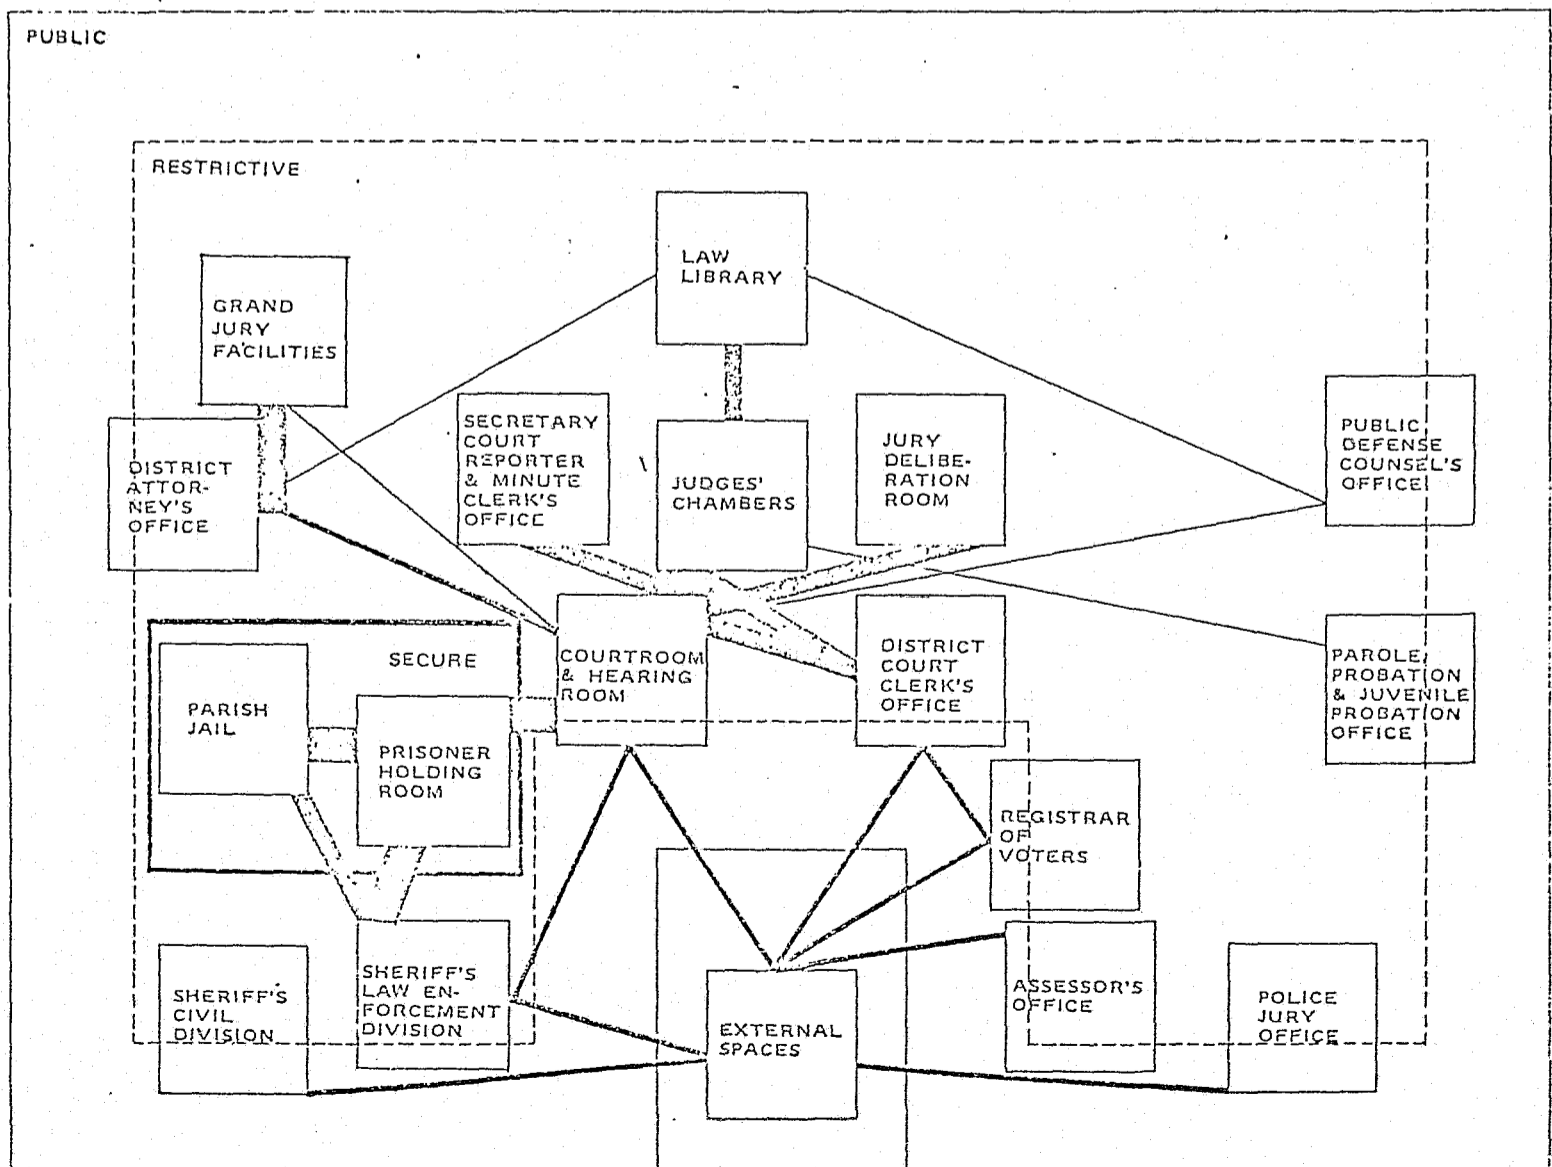 PUBLIC
RESTRICTIVE
LAW
LIBRARY
GRAND
JURY
FACILITIES
DISTRICT
ATTOR-
NEY'S
OFFICE
SECRETARY
COURT
REPORTER
& MINUTE
CLERK'S
OFFICE
JUDGES'
CHAMBERS
JURY
DELIBE-
RATION
ROOM
PUBLIC
DEFENSE
COUNSEL'S
OFFICE
SECURE
PARISH
JAIL
PRISONER
HOLDING
ROOM
COURTROOM
& HEARING
ROOM
DISTRICT
COURT
CLERK'S
OFFICE
PAROLE,
PROBATION
& JUVENILE
PROBATION
OFFICE
REGISTRAR
OF
VOTERS
SHERIFF'S
CIVIL
DIVISION
SHERIFF'S
LAW EN-
FORCEMENT
DIVISION
EXTERNAL
SPACES
ASSESSOR'S
OFFICE
POLICE
JURY
OFFICE